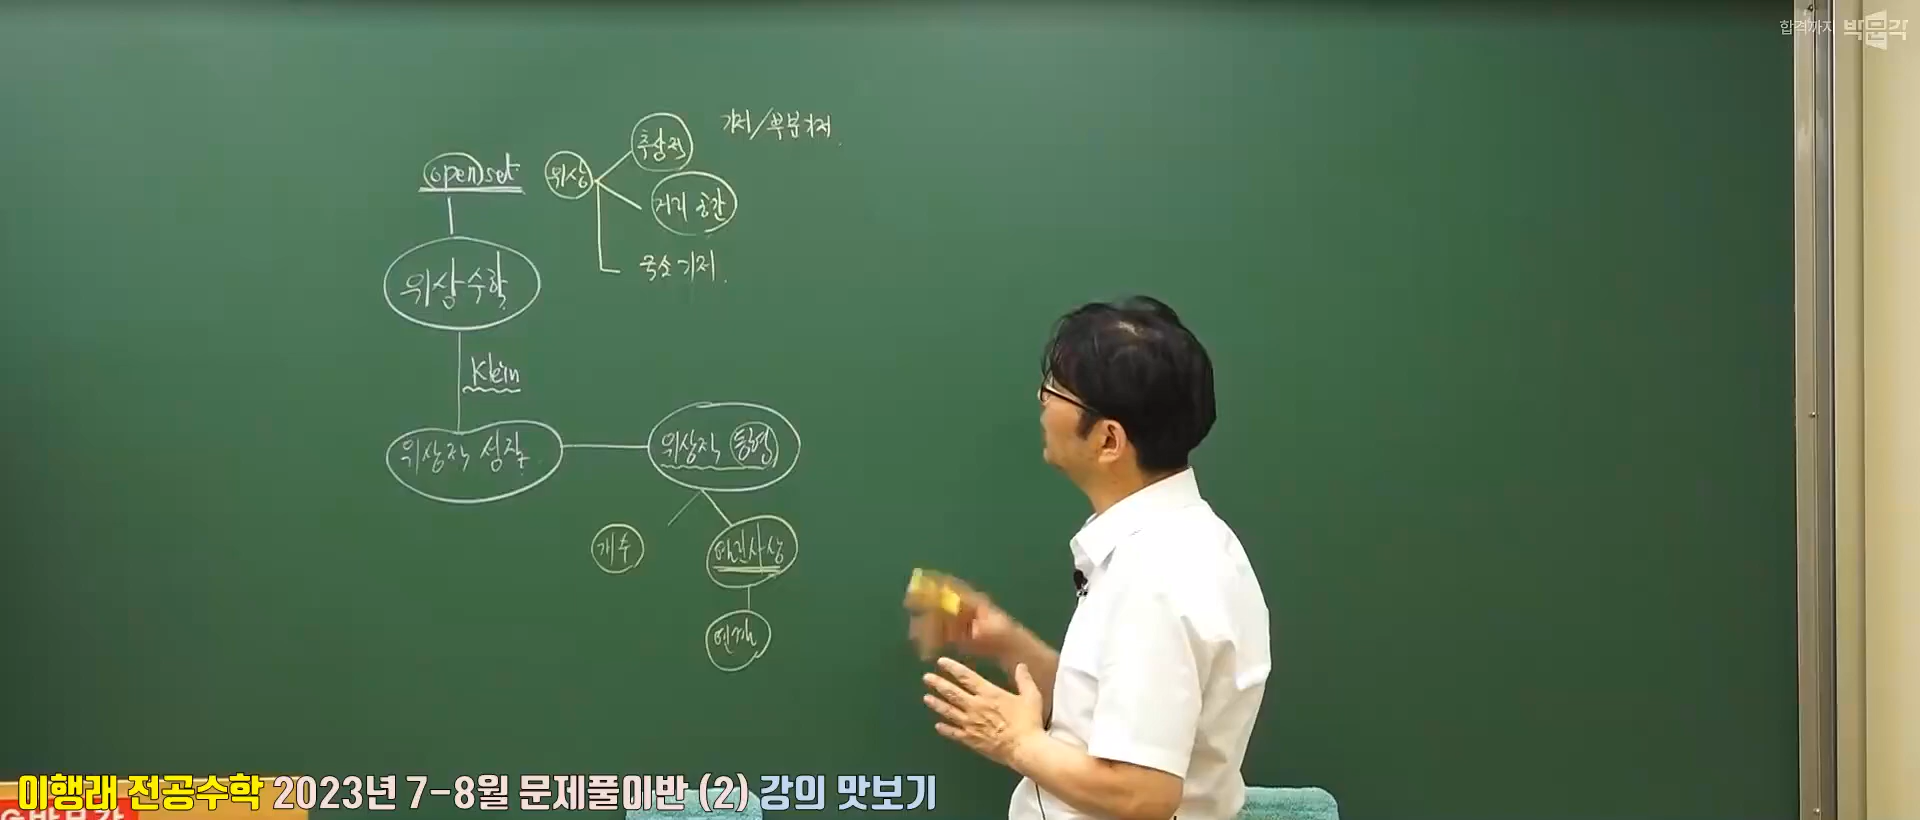 합격까지 박문각
기저/부분기저.
추상적
open set
위상
거리 공간
위상수학
국소기저.
Klein
위상적 성질
위상적 동형
개수
연린사상
연결
이행래 전공수학 2023년 7-8월 문제풀이반 (2) 강의 맛보기